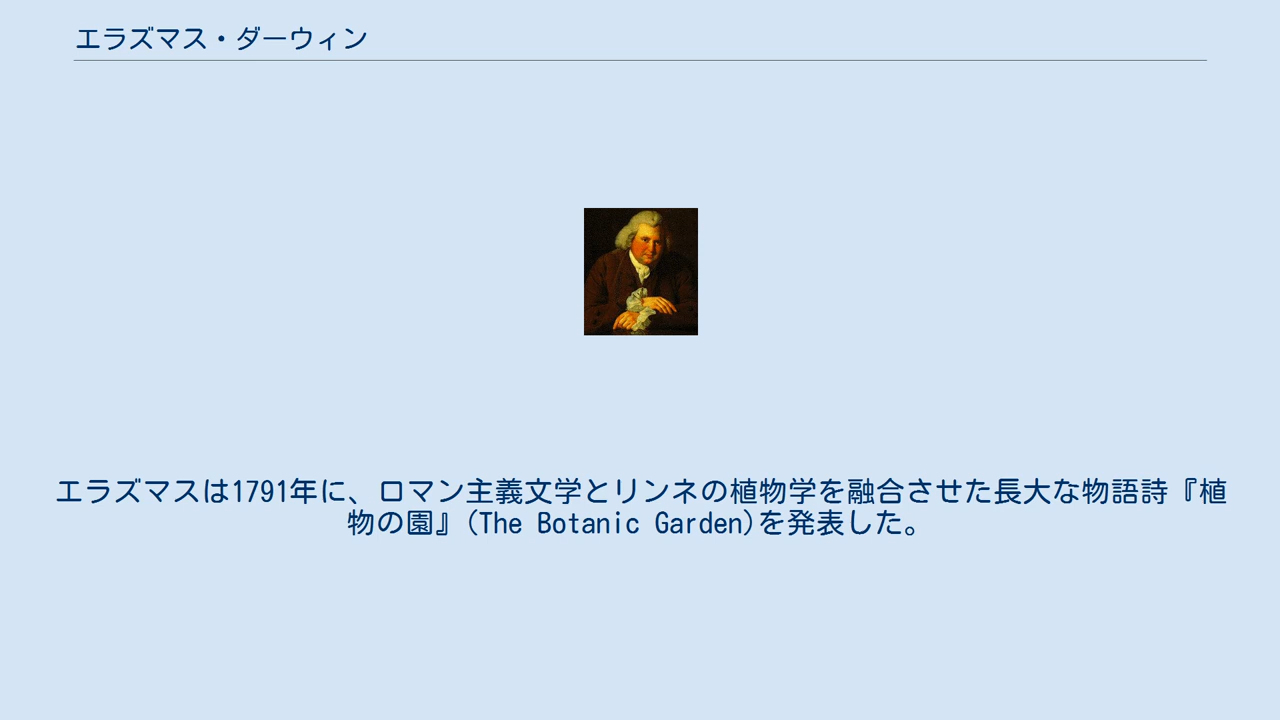 エラズマス・ダーウィン
エラズマスは1791年に、ロマン主義文学とリンネの植物学を融合させた長大な物語詩『植
物の園』(The Botanic Garden)を発表した。